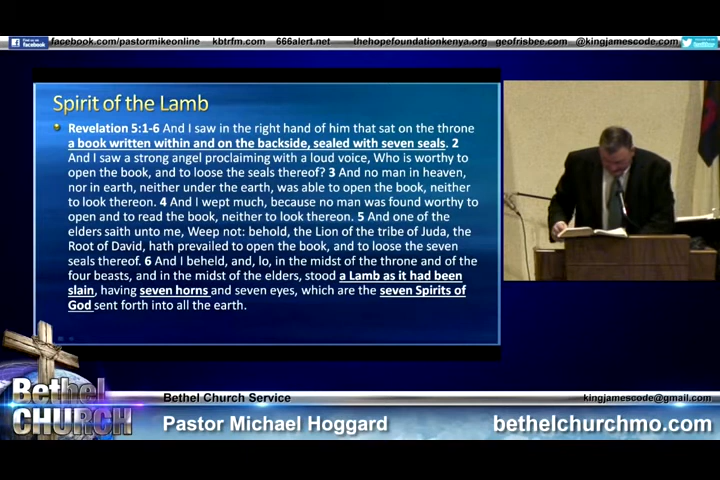 Find us on facebook facebook.com/pastormikeonline kbtrfm.com 666alert.net thehopefoundationkenya.org geofrisbee.com @kingjamescode.com twitter
Spirit of the Lamb
Revelation 5:1-6 And I saw in the right hand of him that sat on the throne
a book written within and on the backside, sealed with seven seals. 2
And I saw a strong angel proclaiming with a loud voice, Who is worthy to
open the book, and to loose the seals thereof? 3 And no man in heaven,
nor in earth, neither under the earth, was able to open the book, neither
to look thereon. 4 And I wept much, because no man was found worthy to
open and to read the book, neither to look thereon. 5 And one of the
elders saith unto me, Weep not: behold, the Lion of the tribe of Juda, the
Root of David, hath prevailed to open the book, and to loose the seven
seals thereof. 6 And I beheld, and, lo, in the midst of the throne and of the
four beasts, and in the midst of the elders, stood a Lamb as it had been
slain, having seven horns and seven eyes, which are the seven Spirits of
God sent forth into all the earth.
Bethel
CHURCH
Bethel Church Service
kingjamescode@gmail.com
Pastor Michael Hoggard
bethelchurchmo.com